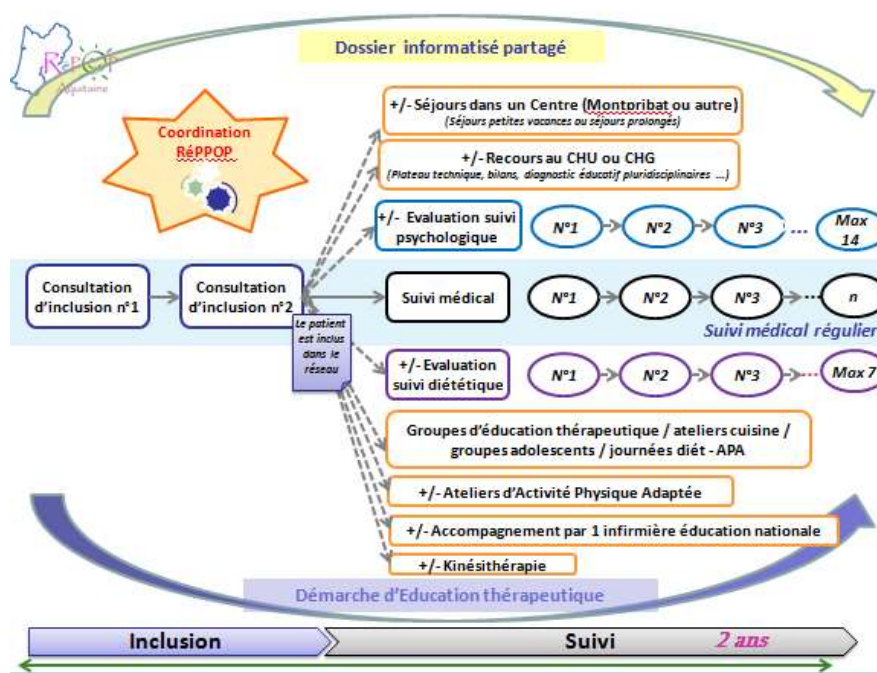 Dossier informatisé partagé
RéPPOP
Aquitaine
Coordination
RéPPOP
+/- Séjours dans un Centre (Montpribat ou autre)
(Séjours petites vacances ou séjours prolongés)
+/- Recours au CHU ou CHG
(Plateau technique, bilans, diagnostic éducatif pluridisciplinaires ...)
+/- Evaluation suivi
psychologique
N°1
N°2
N°3
...
Max
14
Consultation
d'inclusion n°1
Consultation
d'inclusion n°2
Suivi médical
N°1
N°2
N°3
...
n
Suivi médical régulier
Le patient
est inclus
dans le
réseau
+/- Evaluation
suivi diététique
N°1
N°2
N°3
...
Max 7
Groupes d'éducation thérapeutique / ateliers cuisine /
groupes adolescents / journées diét - APA
+/- Ateliers d'Activité Physique Adaptée
+/- Accompagnement par 1 infirmière éducation nationale
+/- Kinésithérapie
Démarche d'Education thérapeutique
Inclusion
Suivi
2 ans